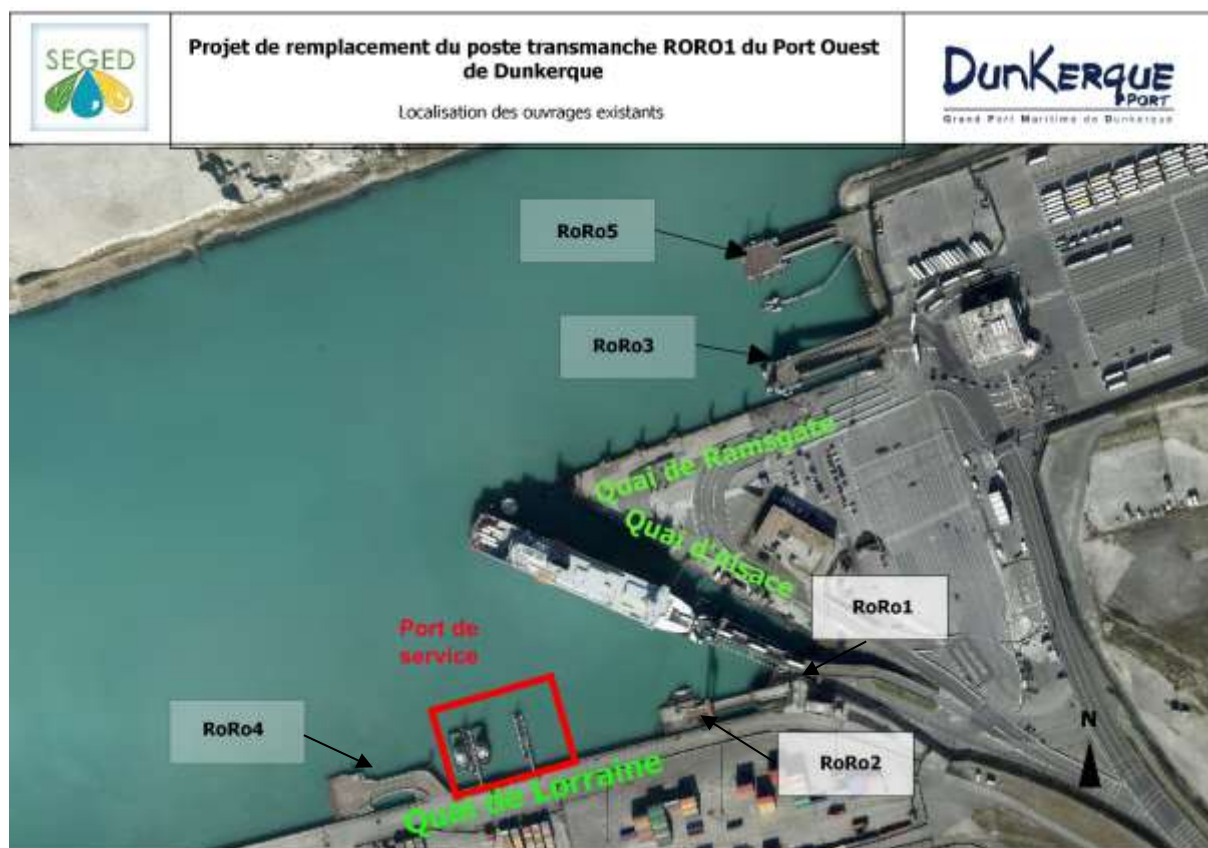 SEGED
Projet de remplacement du poste transmanche RORO1 du Port Ouest
de Dunkerque
Localisation des ouvrages existants
DUNKERQUE
PORT
Grand Port Maritime de Dunkerque
RoRo5
RoRo3
Quai de Ramsgate
Quai d'Alsace
RoRo1
Port de
service
RoRo4
N
RoRo2
Quai de Lorraine